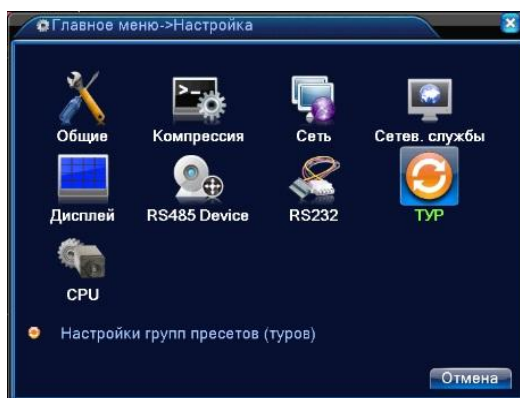 Главное меню->Настройка
Общие Компрессия Сеть Сетев. службы
Дисплей RS485 Device RS232 ТУР
CPU
Настройки групп пресетов (туров)
Отмена